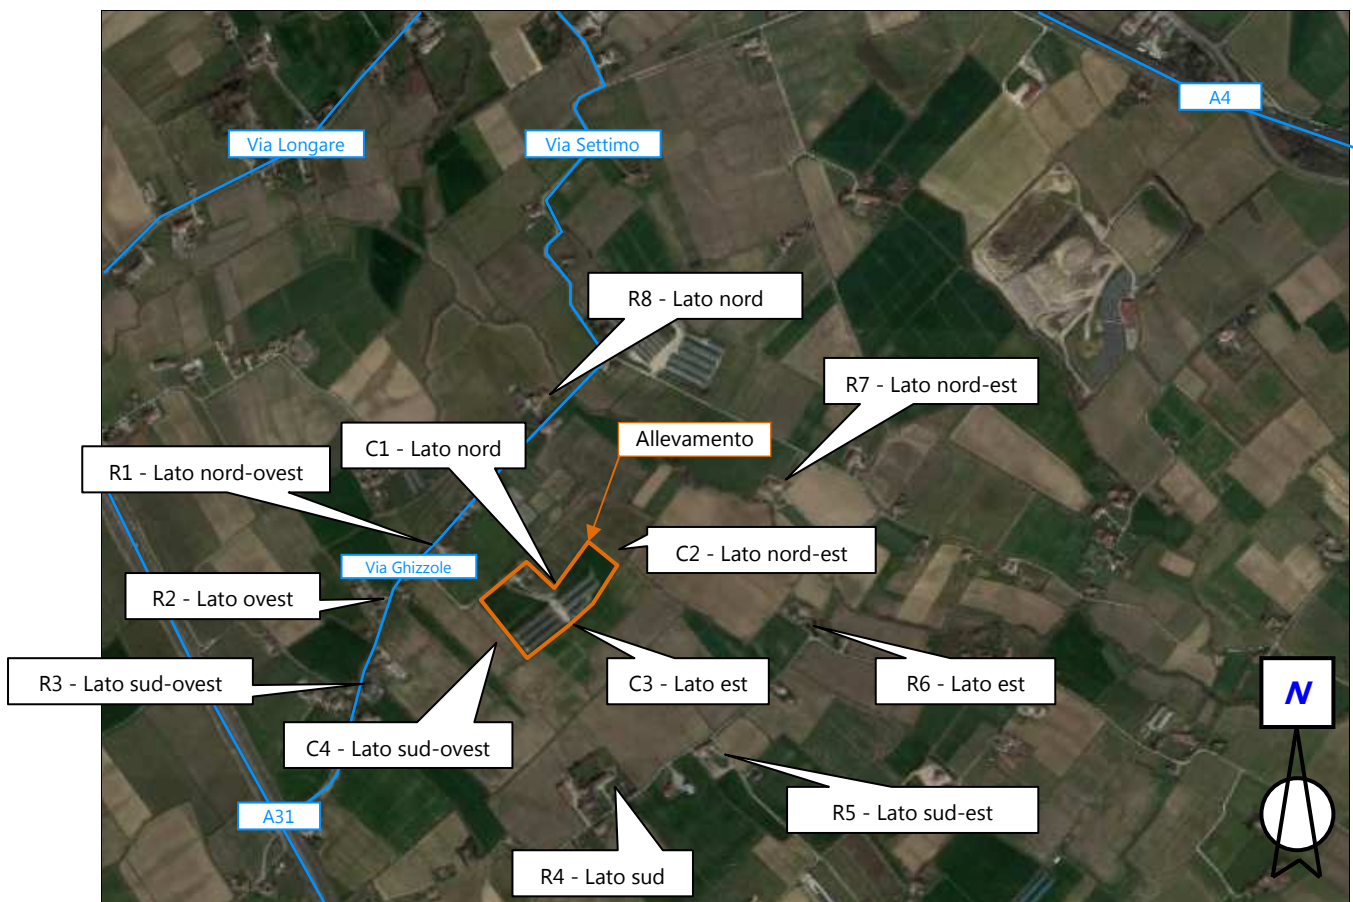 A4
Via Longare
Via Settimo
R8 - Lato nord
R7 - Lato nord-est
Allevamento
C1 - Lato nord
R1 - Lato nord-ovest
C2 - Lato nord-est
Via Ghizzole
R2 - Lato ovest
R3 - Lato sud-ovest
C3 - Lato est
R6 - Lato est
N
C4 - Lato sud-ovest
A31
R5 - Lato sud-est
R4 - Lato sud